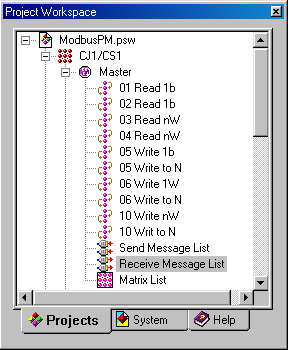 Project Workspace
ModbusPM.psw
CJ1/CS1
Master
01 Read 1b
02 Read 1b
03 Read nW
04 Read nW
05 Write 1b
05 Write to N
06 Write 1W
06 Write to N
10 Write nW
10 Writ to N
Send Message List
Receive Message List
Matrix List
Projects System Help